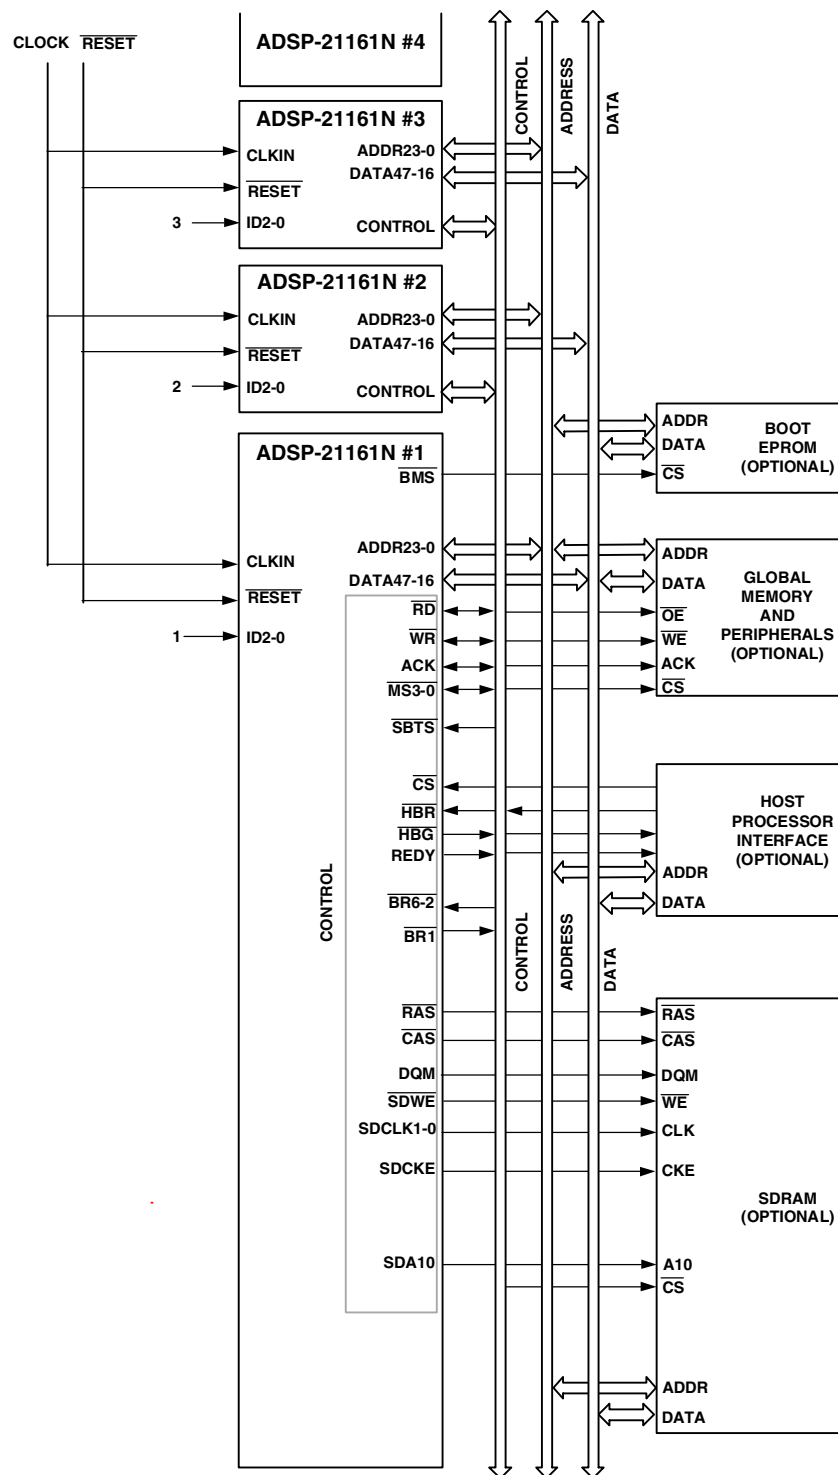 CLOCK RESET
ADSP-21161N #4
CONTROL
ADDRESS
DATA
ADSP-21161N #3
CLKIN
RESET
3
ID2-0
ADDR23-0
DATA47-16
CONTROL
ADSP-21161N #2
CLKIN
RESET
2
ID2-0
ADDR23-0
DATA47-16
CONTROL
ADSP-21161N #1
BMS
CLKIN
RESET
1
ID2-0
ADDR23-0
DATA47-16
CONTROL
RD
WR
ACK
MS3-0
SBTS
CS
HBR
HBG
REDY
BR6-2
BR1
RAS
CAS
DQM
SDWE
SDCLK1-0
SDCKE
SDA10
CONTROL
ADDRESS
DATA
ADDR
DATA
CS
BOOT
EPROM
(OPTIONAL)
ADDR
DATA
OE
WE
ACK
CS
GLOBAL
MEMORY
AND
PERIPHERALS
(OPTIONAL)
HOST
PROCESSOR
INTERFACE
(OPTIONAL)
ADDR
DATA
RAS
CAS
DQM
WE
CLK
CKE
SDRAM
(OPTIONAL)
A10
CS
ADDR
DATA